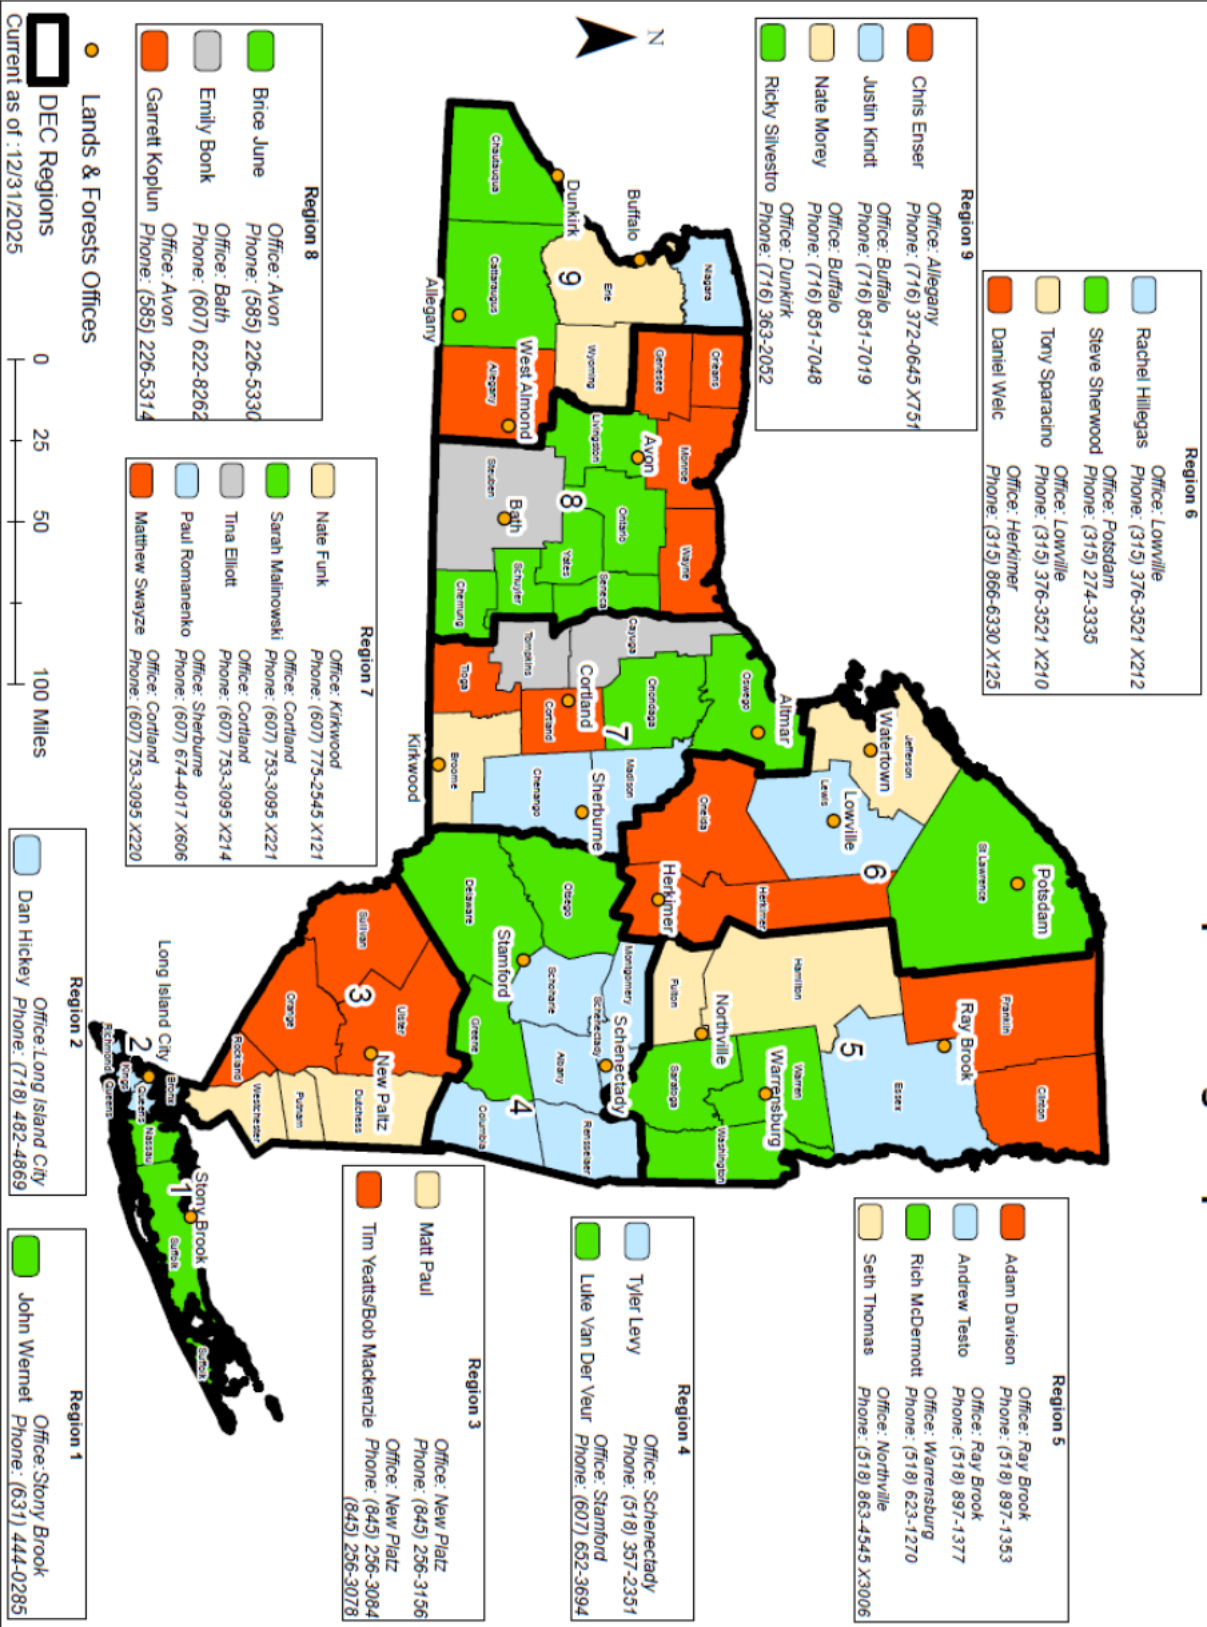 Region 6
Rachel Hillegas
Office: Lowville
Phone: (315) 376-3521 X212
Steve Sherwood
Office: Potsdam
Phone: (315) 274-3335
Tony Sparacino
Office: Lowville
Phone: (315) 376-3521 X210
Daniel Welc
Office: Herkimer
Phone: (315) 866-6330 X125
Region 5
Adam Davison
Office: Ray Brook
Phone: (518) 897-1353
Andrew Testo
Office: Ray Brook
Phone: (518) 897-1377
Rich McDermott
Office: Warrensburg
Phone: (518) 623-1270
Seth Thomas
Office: Northville
Phone: (518) 863-4545 X3006
Region 9
Chris Enser
Office: Allegany
Phone: (716) 372-0645 X751
Justin Kindt
Office: Buffalo
Phone: (716) 851-7019
Nate Morey
Office: Buffalo
Phone: (716) 851-7048
Ricky Silvestro
Office: Dunkirk
Phone: (716) 363-2052
N
Region 4
Tyler Levy
Office: Schenectady
Phone: (518) 357-2351
Luke Van Der Veur
Office: Stamford
Phone: (607) 652-3694
Region 3
Matt Paul
Office: New Platz
Phone: (845) 256-3156
Tim Yeatts/Bob Mackenzie
Office: New Platz
Phone: (845) 256-3084
(845) 256-3078
Potsdam
St Lawrence
Franklin
Clinton
Ray Brook
Jefferson
Watertown
Lewis
Lowville
6
Essex
5
Hamilton
Herkimer
Altmar
Oswego
Oneida
Herkimer
Warren
Warrensburg
Northville
Washington
Fulton
Saratoga
Niagara
Orleans
Genesee
Monroe
Wayne
Buffalo
Erie
9
Wyoming
Dunkirk
Chautauqua
Cattaraugus
Allegany
Allegany
West Almond
Livingston
Avon
Ontario
8
Yates
Seneca
Steuben
Bath
Schuyler
Chemung
Cayuga
Onondaga
Tompkins
Cortland
Cortland
7
Tioga
Madison
Sherburne
Chenango
Broome
Kirkwood
Otsego
Delaware
Stamford
Montgomery
Schoharie
Schenectady
Schenectady
Albany
Rensselaer
4
Greene
Columbia
Sullivan
Ulster
3
New Paltz
Orange
Dutchess
Putnam
Rockland
Westchester
Long Island City
2
Bronx
Kings
Queens
Richmond
Queens
Nassau
1
Stony Brook
Suffolk
Suffolk
Region 8
Brice June
Office: Avon
Phone: (585) 226-5330
Emily Bonk
Office: Bath
Phone: (607) 622-8262
Garrett Koplun
Office: Avon
Phone: (585) 226-5314
Region 7
Nate Funk
Office: Kirkwood
Phone: (607) 775-2545 X121
Sarah Malinowski
Office: Cortland
Phone: (607) 753-3095 X221
Tina Elliott
Office: Cortland
Phone: (607) 753-3095 X214
Paul Romanenko
Office: Sherburne
Phone: (607) 674-4017 X606
Matthew Swayze
Office: Cortland
Phone: (607) 753-3095 X220
Region 2
Dan Hickey
Office:Long Island City
Phone: (718) 482-4869
Region 1
John Wernet
Office:Stony Brook
Phone: (631) 444-0285
Lands & Forests Offices
DEC Regions
Current as of :12/31/2025
0 25 50 100 Miles